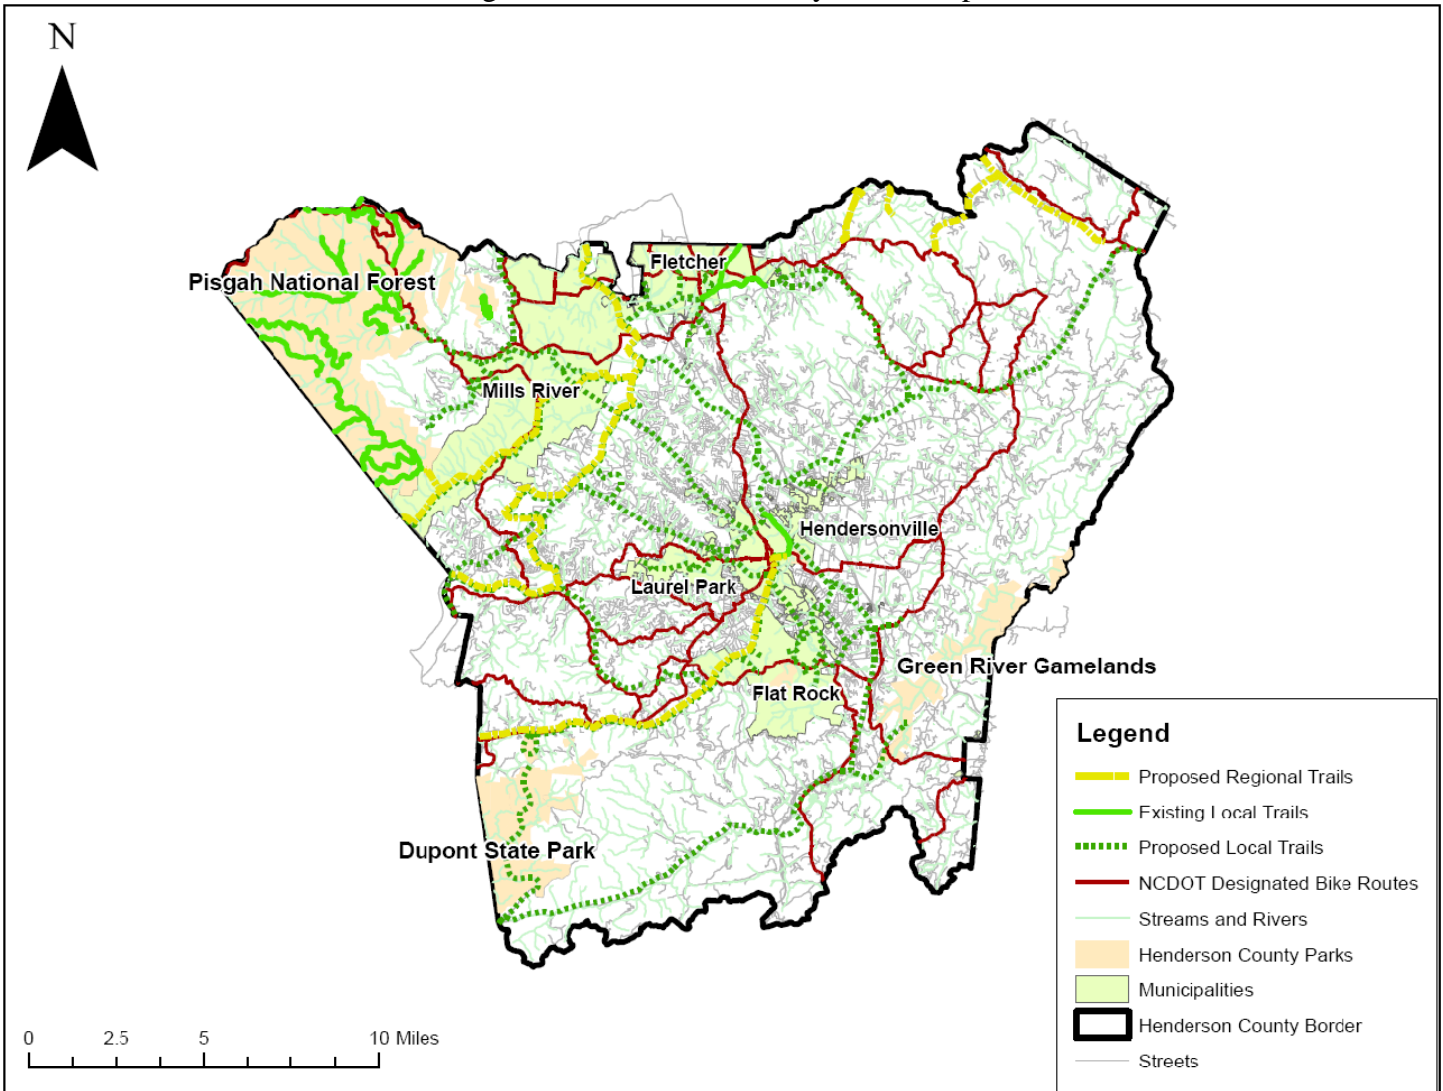 N
Pisgah National Forest
Fletcher
Mills River
Hendersonville
Laurel Park
Green River Gamelands
Flat Rock
Dupont State Park
Legend
Proposed Regional Trails
Existing Local Trails
Proposed Local Trails
NCDOT Designated Bike Routes
Streams and Rivers
Henderson County Parks
Municipalities
Henderson County Border
Streets
0 2.5 5 10 Miles